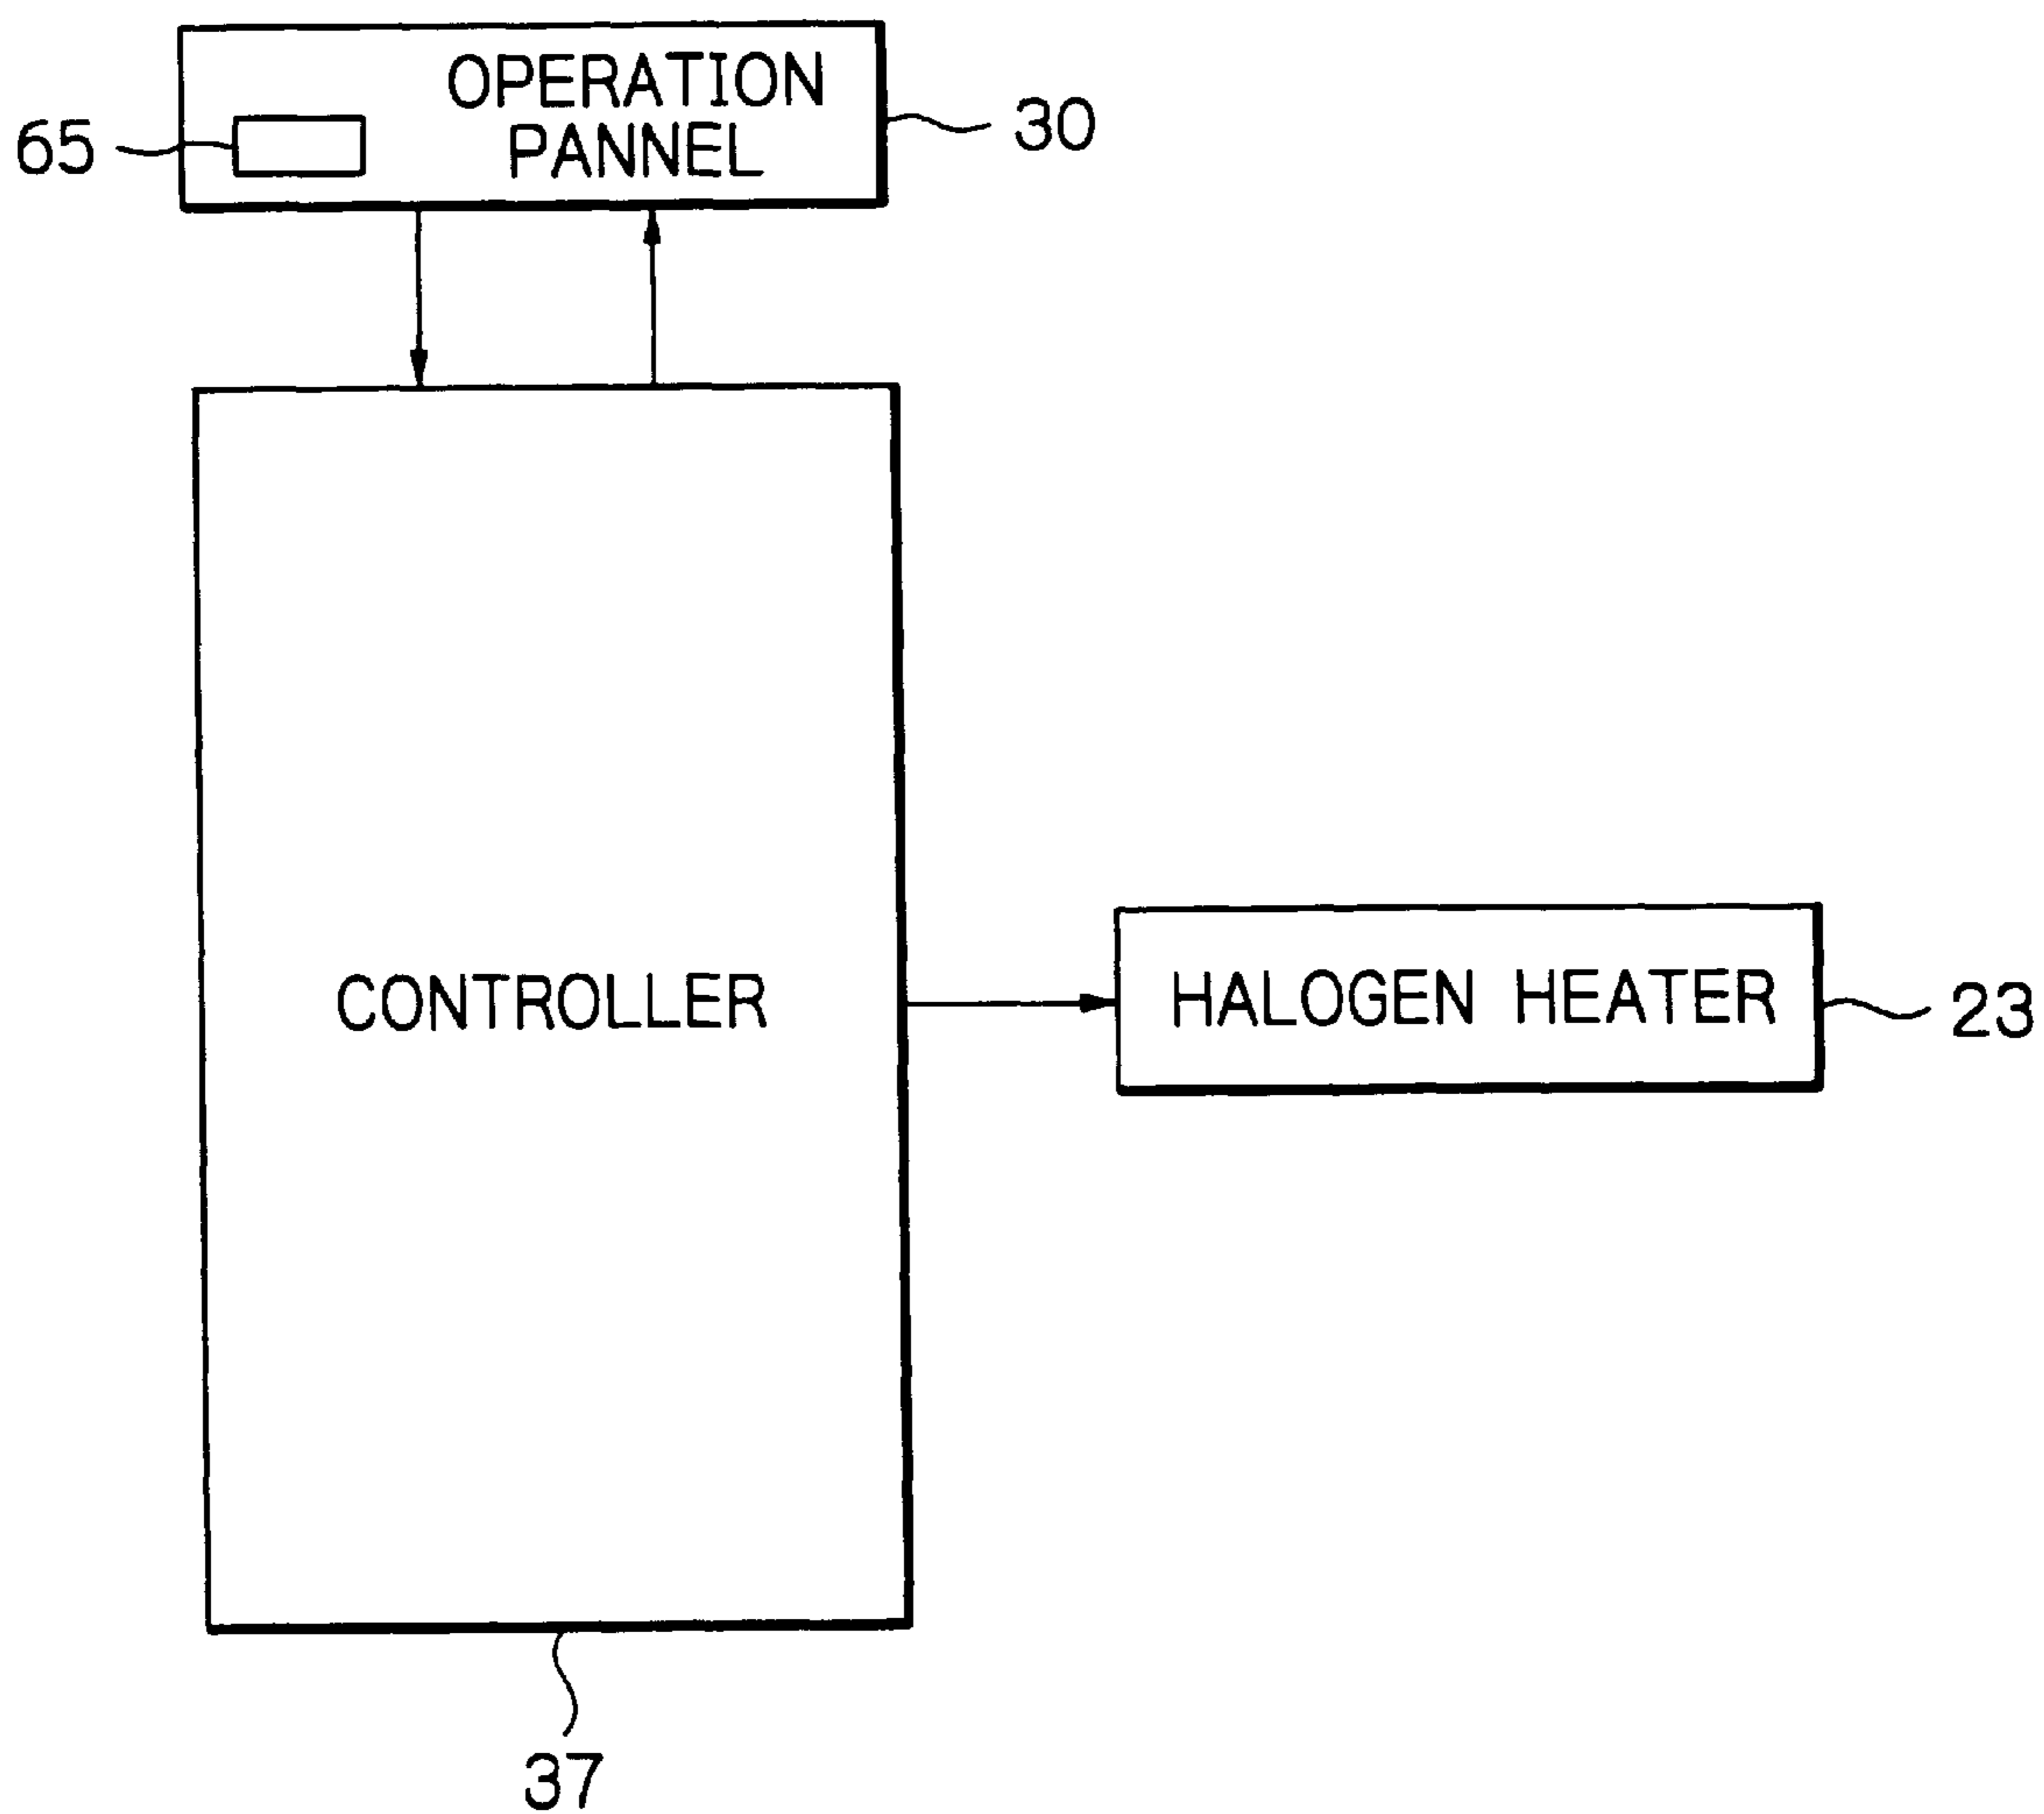 OPERATION
PANNEL
65
30
CONTROLLER
HALOGEN HEATER
23
37